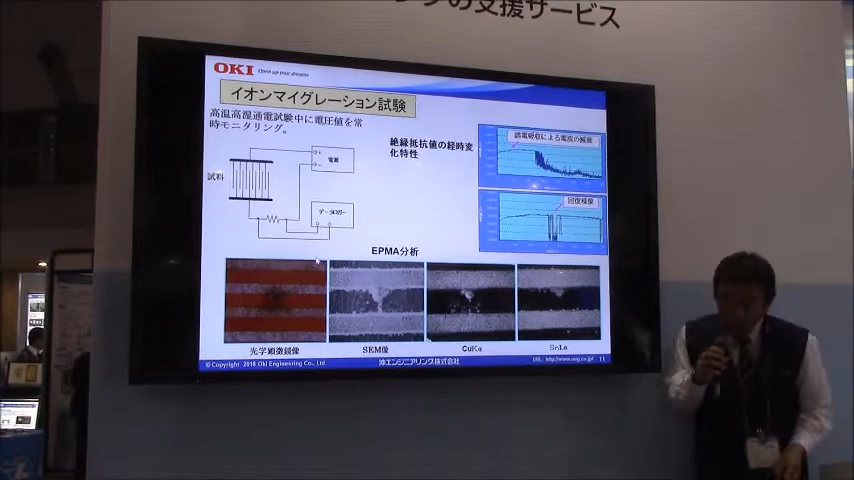 の支援サービス
OKI Open up your dreams
イオンマイグレーション試験
高温高湿通電試験中に電圧値を常
時モニタリング。
試料
電源
データロガー
絶縁抵抗値の経時変
化特性
誘電吸収による電流の減衰
回復現象
EPMA分析
光学顕微鏡像
SEM像
CuKα
SnLα
© Copyright 2018 Oki Engineering Co., Ltd
沖エンジニアリング株式会社
URL: http://www.oeg.co.jp/ 11